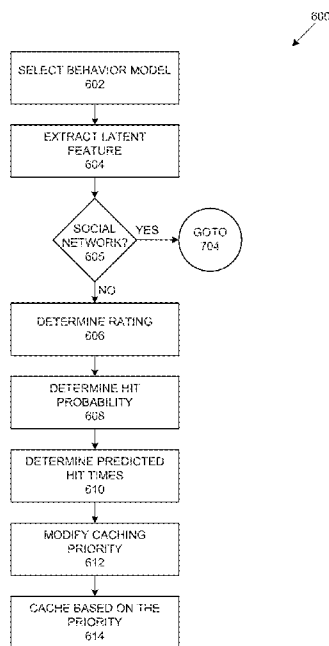 600
SELECT BEHAVIOR MODEL
602
EXTRACT LATENT
FEATURE
604
SOCIAL
NETWORK?
605
YES
GOTO
704
NO
DETERMINE RATING
606
DETERMINE HIT
PROBABILITY
608
DETERMINE PREDICTED
HIT TIMES
610
MODIFY CACHING
PRIORITY
612
CACHE BASED ON THE
PRIORITY
614